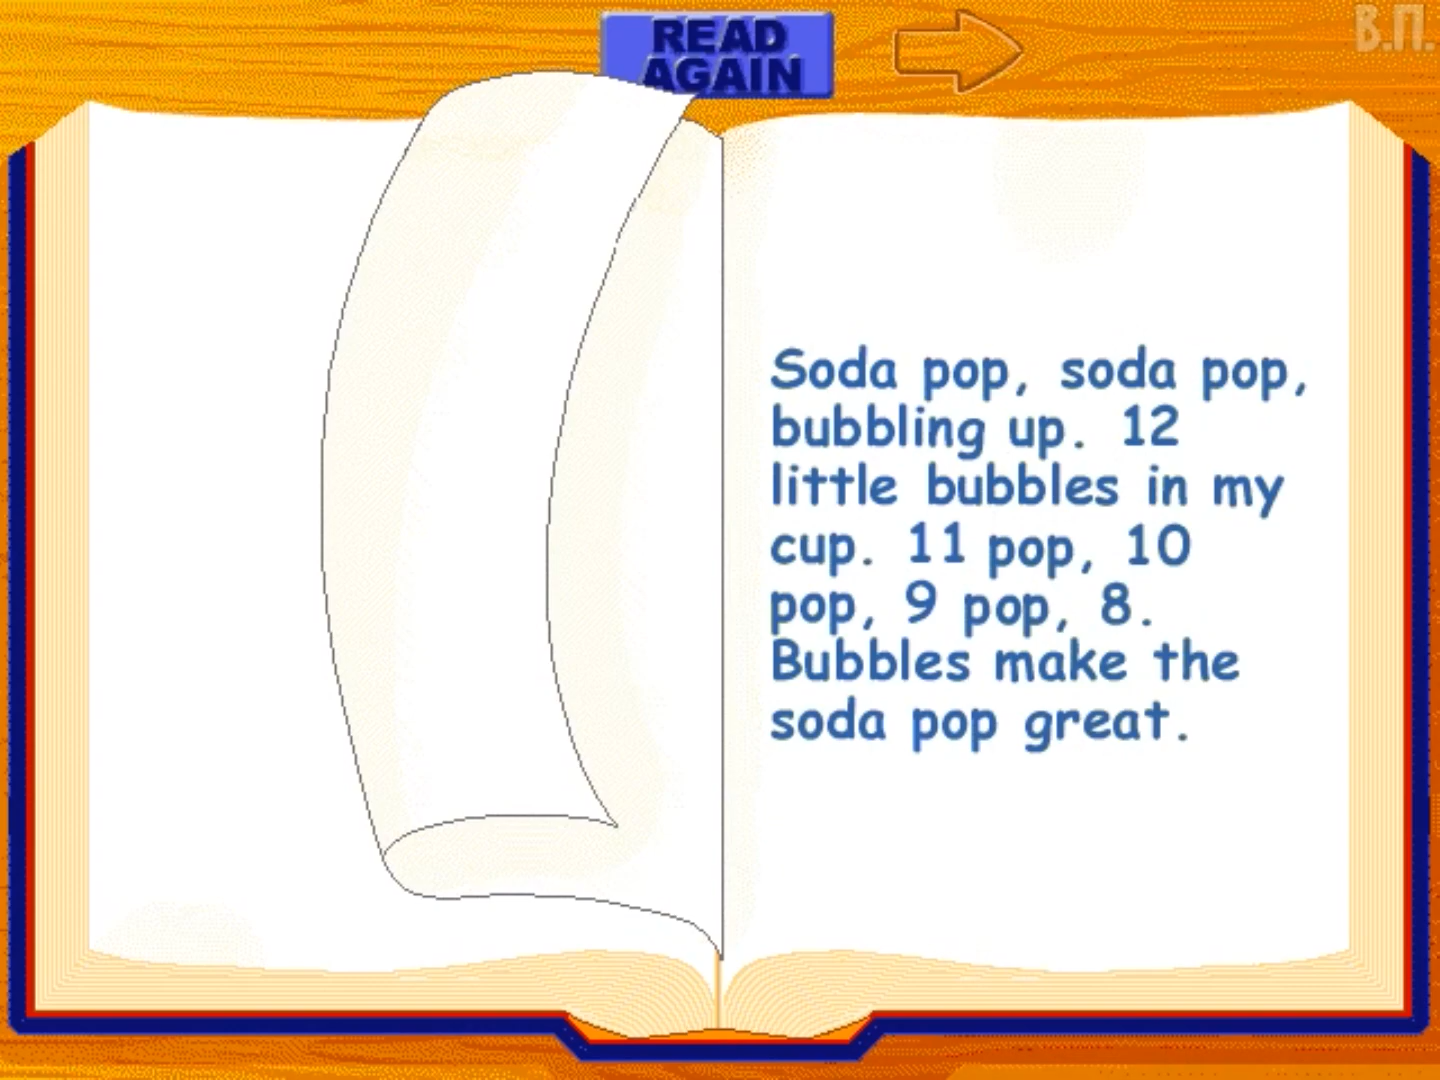 READ
AGAIN
В.П.
Soda pop, soda pop,
bubbling up. 12
little bubbles in my
cup. 11 pop, 10
pop, 9 pop, 8.
Bubbles make the
soda pop great.